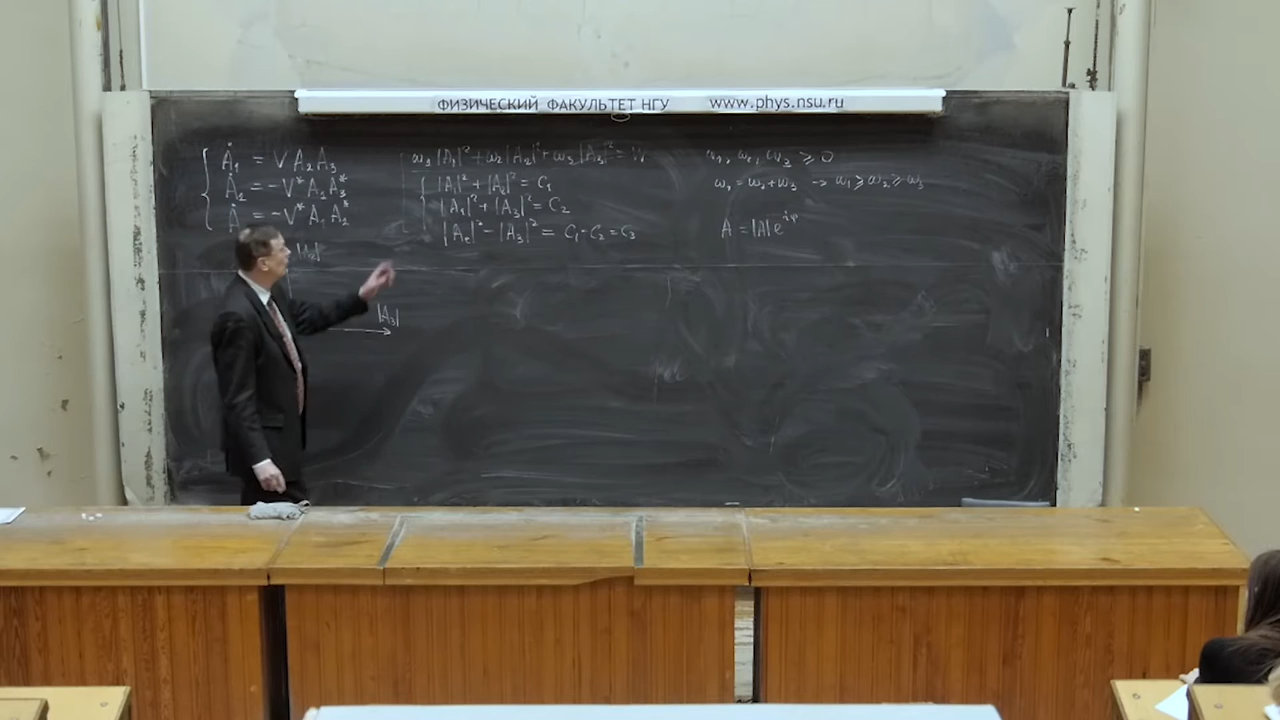 ФИЗИЧЕСКИЙ ФАКУЛЬТЕТ НГУ www.phys.nsu.ru
Ȧ₁ = V A₂ A₃
Ȧ₂ = -V* A₁ A₃*
Ȧ = -V* A₁ A₂*
ω₁|A₁|² + ω₂|A₂|² + ω₃|A₃|² = W
|A₁|² + |A₂|² = C₁
|A₁|² + |A₃|² = C₂
|A₂|² - |A₃|² = C₁ - C₂ = C₃
ω₁, ω₂, ω₃ ⩾ 0
ω₁ = ω₂ + ω₃ → ω₁ ⩾ ω₂ ⩾ ω₃
A = |A| e^{iφ}
|A₃|